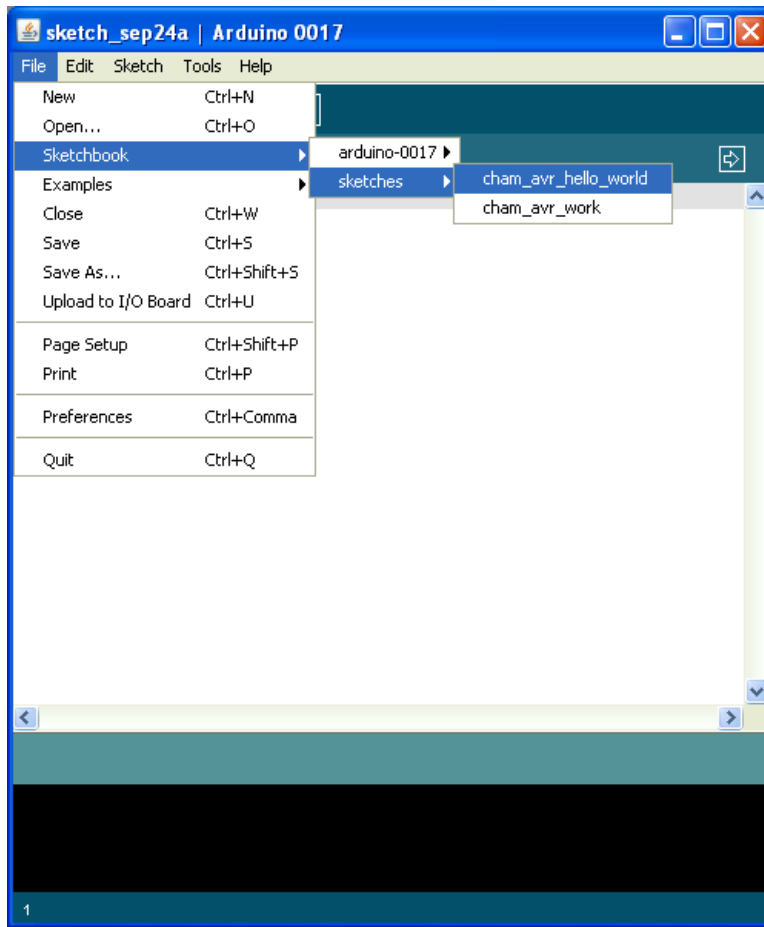 sketch_sep24a | Arduino 0017
File Edit Sketch Tools Help
New Ctrl+N
Open... Ctrl+O
Sketchbook
Examples
Close Ctrl+W
Save Ctrl+S
Save As... Ctrl+Shift+S
Upload to I/O Board Ctrl+U
Page Setup Ctrl+Shift+P
Print Ctrl+P
Preferences Ctrl+Comma
Quit Ctrl+Q
arduino-0017
sketches
cham_avr_hello_world
cham_avr_work
1